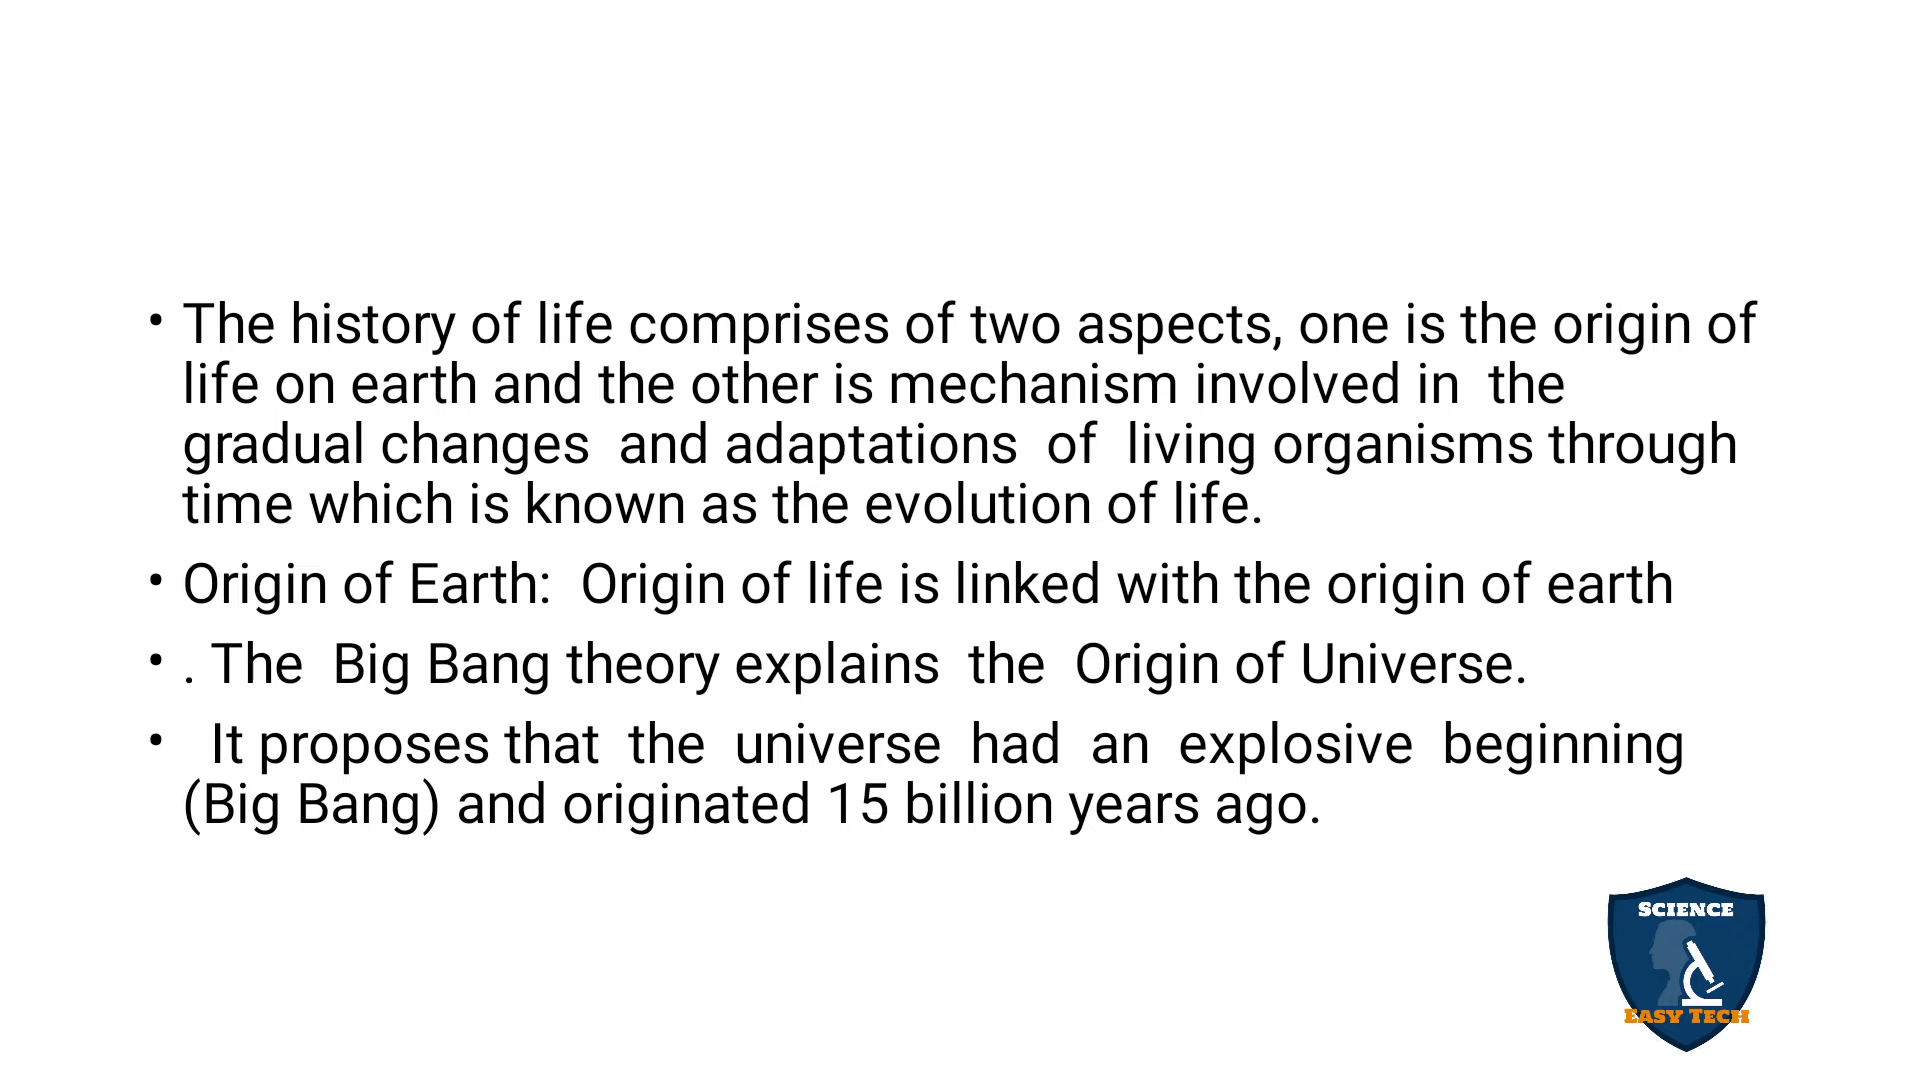 • The history of life comprises of two aspects, one is the origin of
life on earth and the other is mechanism involved in  the
gradual changes  and adaptations  of  living organisms through
time which is known as the evolution of life.
• Origin of Earth:  Origin of life is linked with the origin of earth
• . The  Big Bang theory explains  the  Origin of Universe.
•  It proposes that  the  universe  had  an  explosive  beginning
(Big Bang) and originated 15 billion years ago.
SCIENCE
EASY TECH